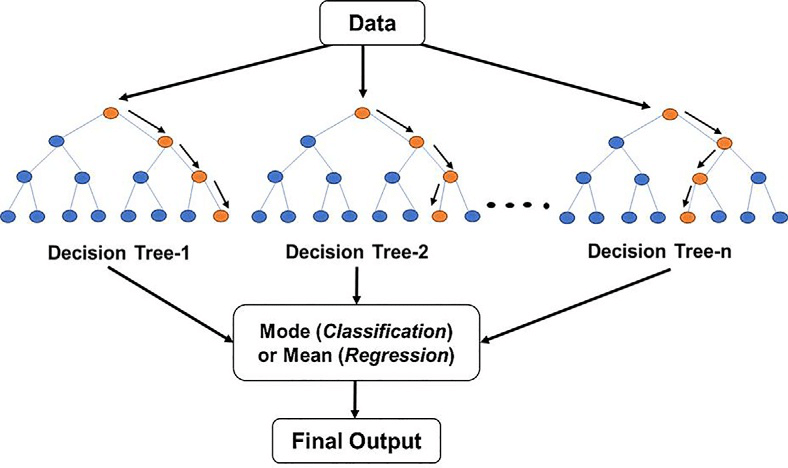 Data
Decision Tree-1
Decision Tree-2
Decision Tree-n
Mode (Classification)
or Mean (Regression)
Final Output